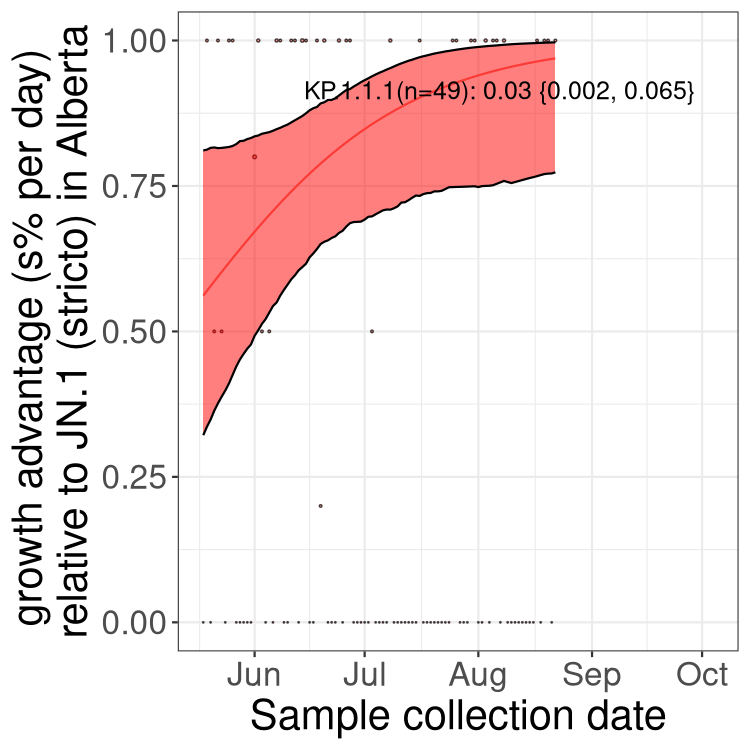 growth advantage (s% per day)
relative to JN.1 (stricto) in Alberta
1.00
0.75
0.50
0.25
0.00
KP.1.1.1(n=49): 0.03 {0.002, 0.065}
Jun Jul Aug Sep Oct
Sample collection date